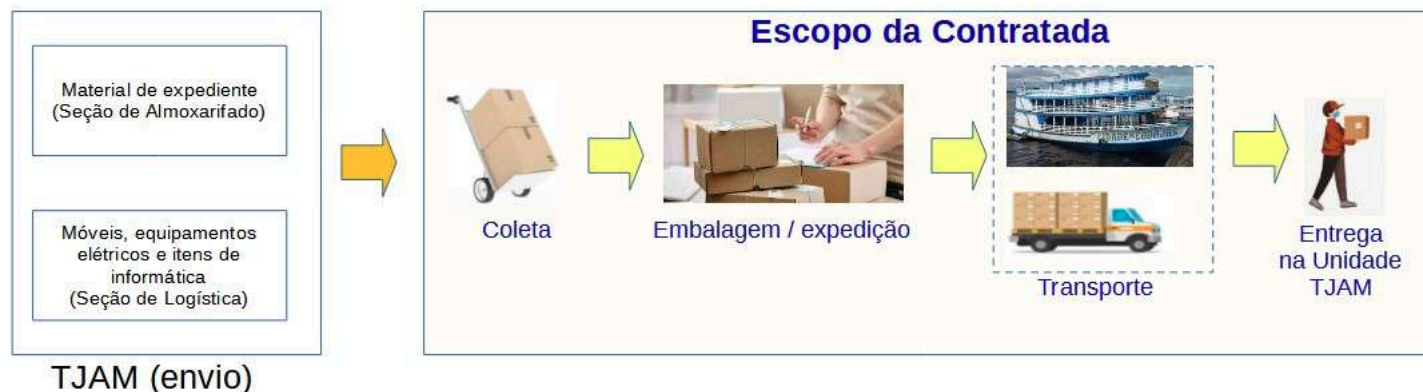 Escopo da Contratada
Material de expediente
(Seção de Almoxarifado)
Móveis, equipamentos
elétricos e itens de
informática
(Seção de Logística)
TJAM (envio)
Coleta
Embalagem / expedição
Transporte
Entrega
na Unidade
TJAM